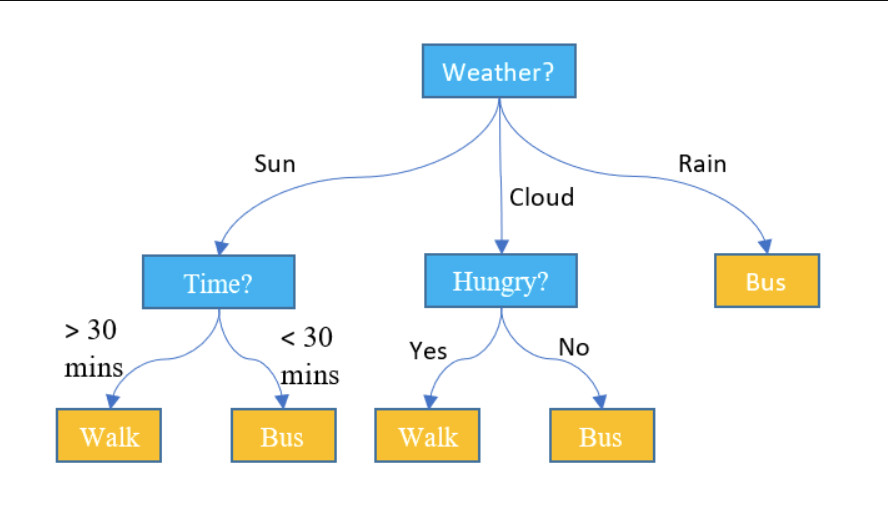 Weather?
Sun
Cloud
Rain
Time?
Hungry?
Bus
> 30
mins
< 30
mins
Yes
No
Walk
Bus
Walk
Bus